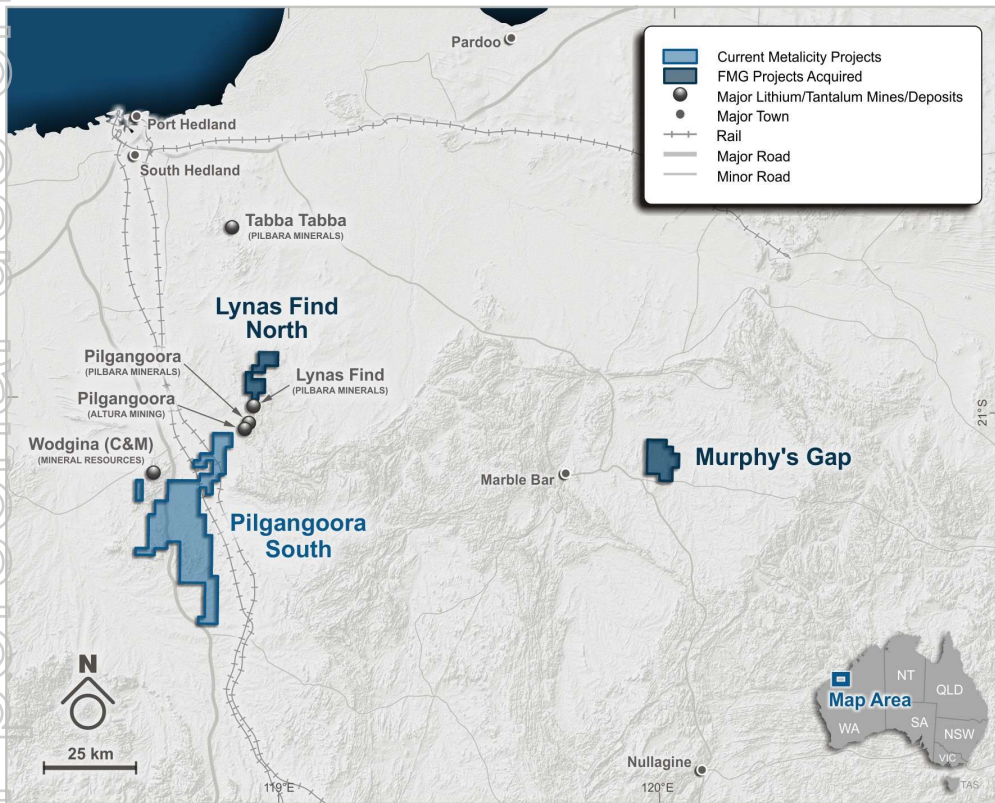 Pardoo
Current Metalicity Projects
FMG Projects Acquired
Major Lithium/Tantalum Mines/Deposits
Major Town
Rail
Major Road
Minor Road
Port Hedland
South Hedland
Tabba Tabba
(PILBARA MINERALS)
Lynas Find
North
Pilgangoora
(PILBARA MINERALS)
Lynas Find
(PILBARA MINERALS)
Pilgangoora
(ALTURA MINING)
21°S
Wodgina (C&M)
(MINERAL RESOURCES)
Marble Bar
Murphy's Gap
Pilgangoora
South
N
25 km
Nullagine
119°E
120°E
Map Area
NT
QLD
WA
SA
NSW
VIC
TAS